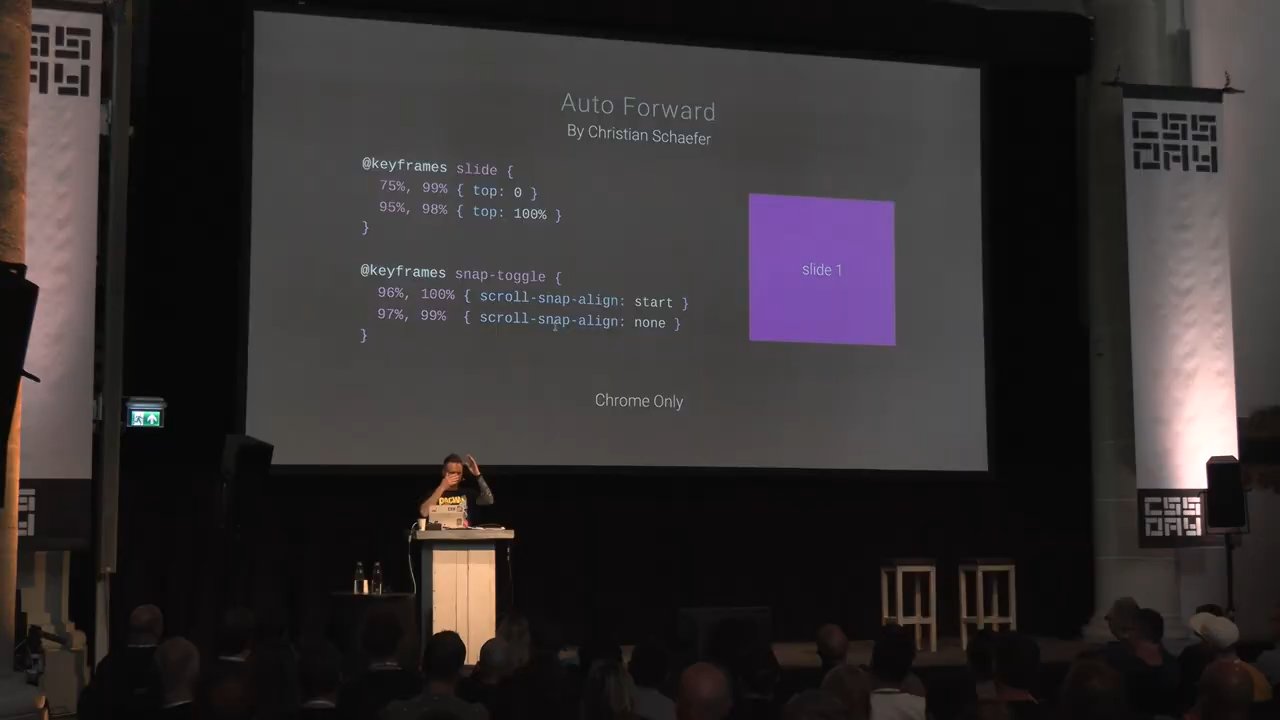 Auto Forward
By Christian Schaefer
@keyframes slide {
75%, 99% { top: 0 }
95%, 98% { top: 100% }
}
@keyframes snap-toggle {
96%, 100% { scroll-snap-align: start }
97%, 99% { scroll-snap-align: none }
}
slide 1
Chrome Only
CSS
DAY
CSS
DAY